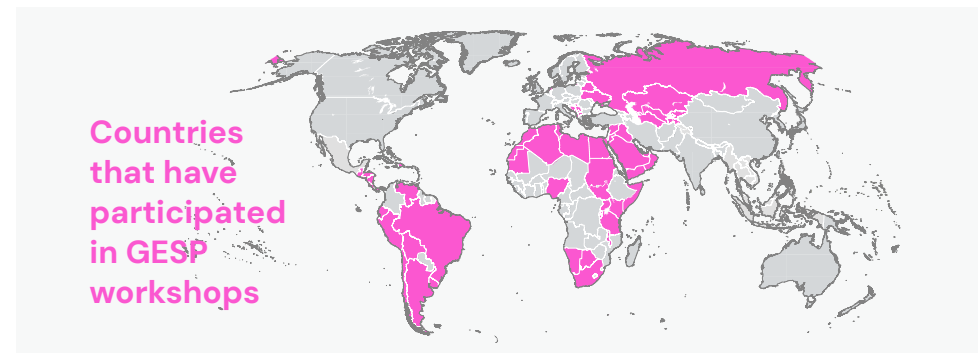 Countries
that have
participated
in GESP
workshops